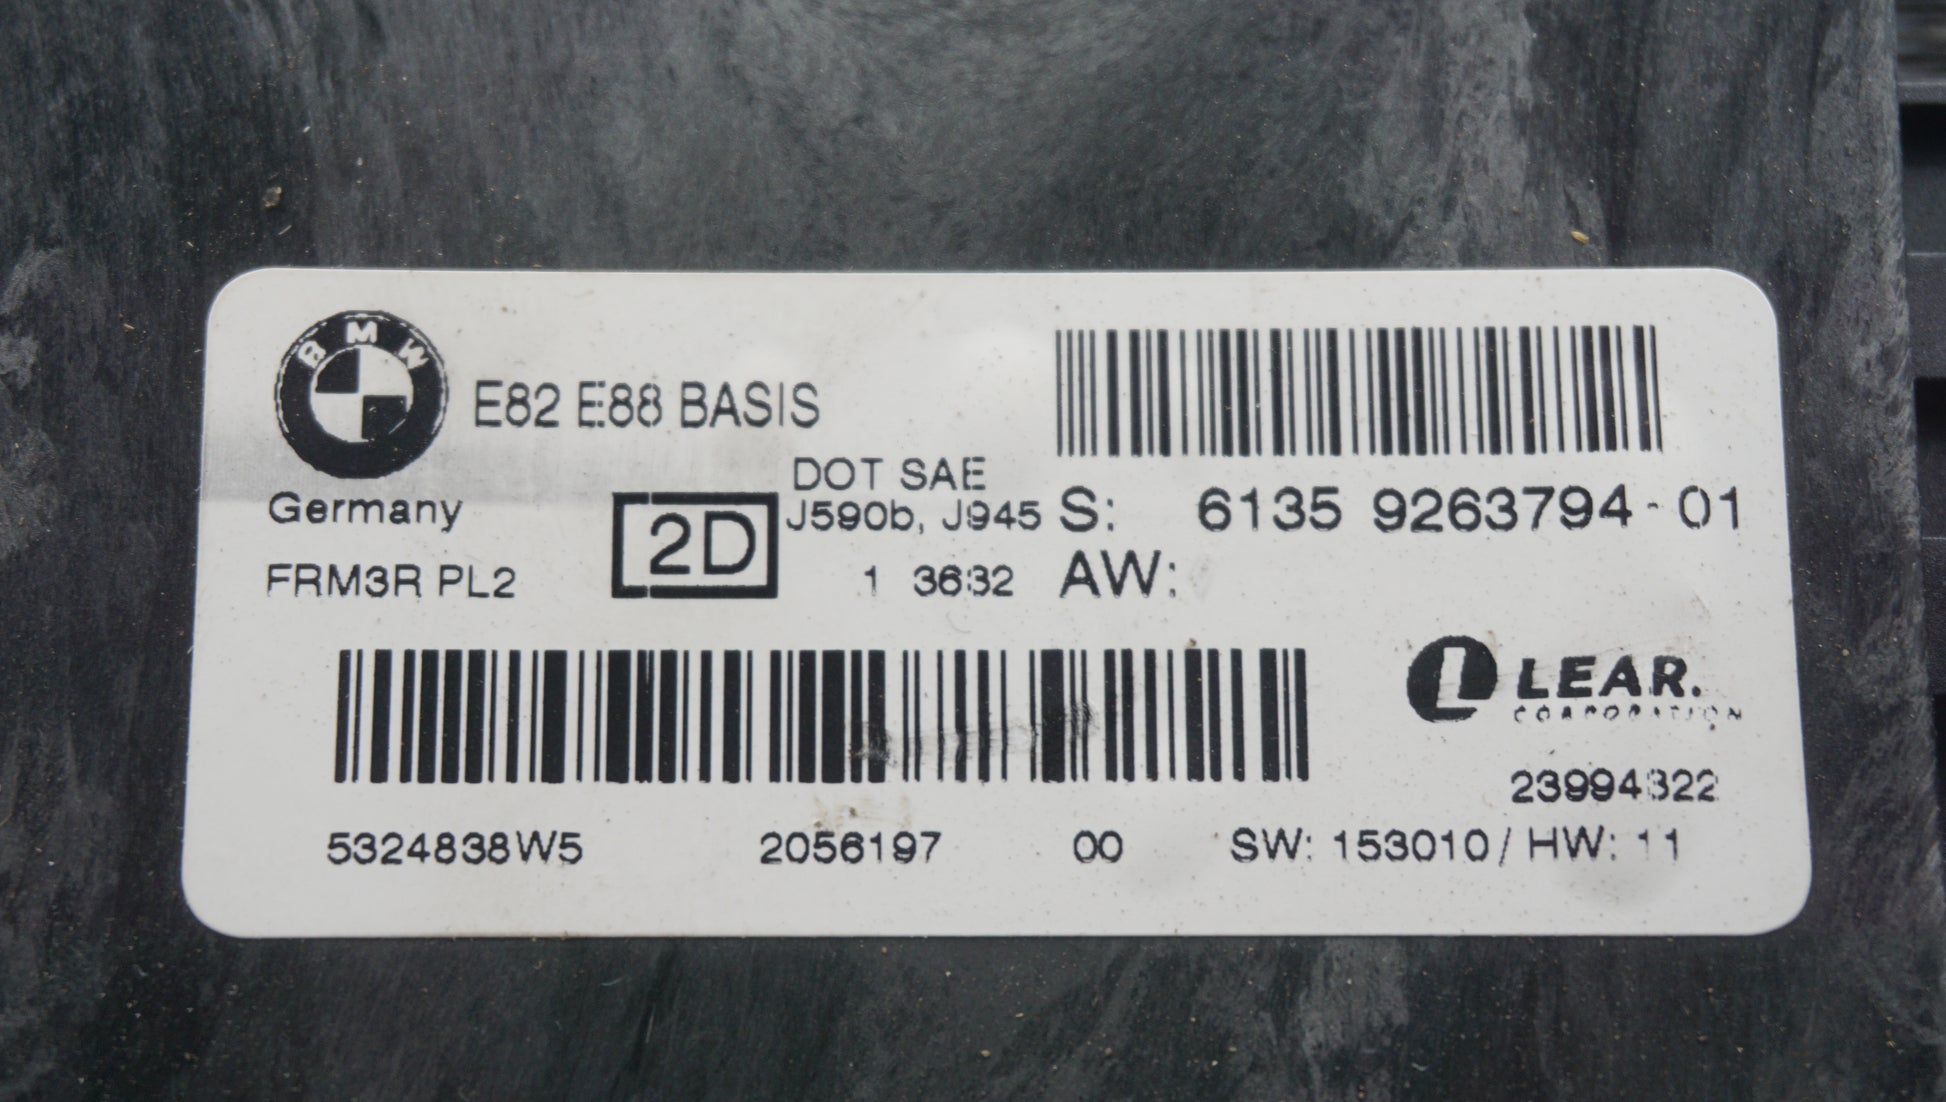 BMW
E82 E88 BASIS
Germany
FRM3R PL2
2D
DOT SAE
J590b, J945
1 3632
S: 6135 9263794-01
AW:
LEAR.
CORPORATION
23994322
5324838W5 2056197 00 SW: 153010/ HW: 11